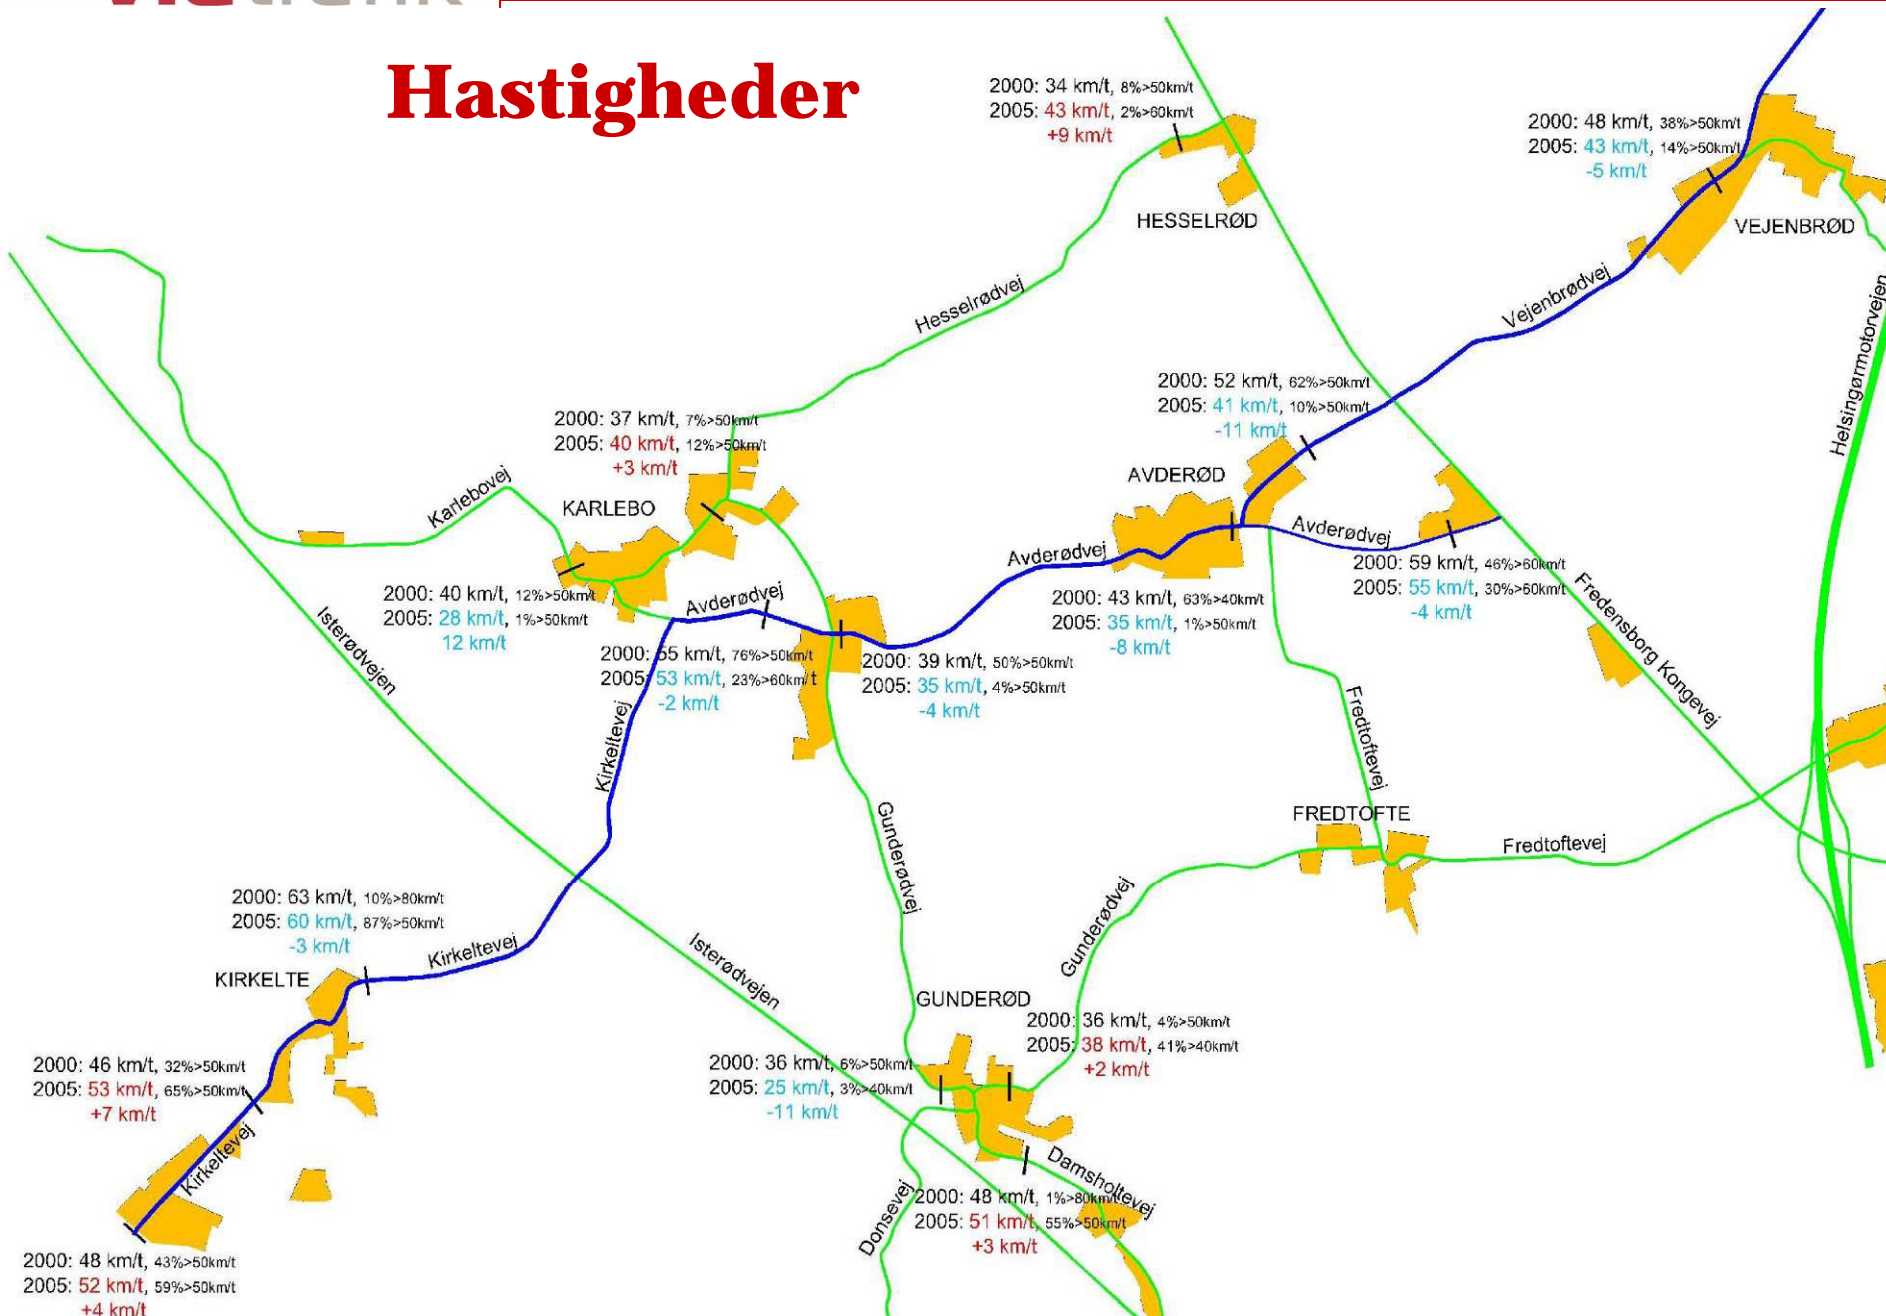 Hastigheder
2000: 34 km/t, 8%>50km/t
2005: 43 km/t, 2%>60km/t
+9 km/t
HESSELRØD
2000: 48 km/t, 38%>50km/t
2005: 43 km/t, 14%>50km/t
-5 km/t
VEJENBRØD
Hesselrødvej
Vejenbrødvej
Helsingørmotorvejen
2000: 52 km/t, 62%>50km/t
2005: 41 km/t, 10%>50km/t
-11 km/t
2000: 37 km/t, 7%>50km/t
2005: 40 km/t, 12%>50km/t
+3 km/t
KARLEBO
Karlebovej
AVDERØD
Avderødvej
Avderødvej
2000: 59 km/t, 46%>60km/t
2005: 55 km/t, 30%>60km/t
-4 km/t
2000: 40 km/t, 12%>50km/t
2005: 28 km/t, 1%>50km/t
12 km/t
Avderødvej
2000: 43 km/t, 63%>40km/t
2005: 35 km/t, 1%>50km/t
-8 km/t
Isterødvejen
2000: 55 km/t, 76%>50km/t
2005: 53 km/t, 23%>60km/t
-2 km/t
2000: 39 km/t, 50%>50km/t
2005: 35 km/t, 4%>50km/t
-4 km/t
Fredensborg Kongevej
Kirkeltevej
Fredtoftevej
FREDTOFTE
Fredtoftevej
Gunderødvej
Gunderødvej
2000: 63 km/t, 10%>80km/t
2005: 60 km/t, 87%>50km/t
-3 km/t
KIRKELTE
Kirkeltevej
Isterødvejen
GUNDERØD
2000: 36 km/t, 4%>50km/t
2005: 38 km/t, 41%>40km/t
+2 km/t
2000: 36 km/t, 6%>50km/t
2005: 25 km/t, 3%>40km/t
-11 km/t
2000: 46 km/t, 32%>50km/t
2005: 53 km/t, 65%>50km/t
+7 km/t
Kirkeltevej
Damsholtevej
Donsevej
2000: 48 km/t, 1%>80km/t
2005: 51 km/t, 55%>50km/t
+3 km/t
2000: 48 km/t, 43%>50km/t
2005: 52 km/t, 59%>50km/t
+4 km/t